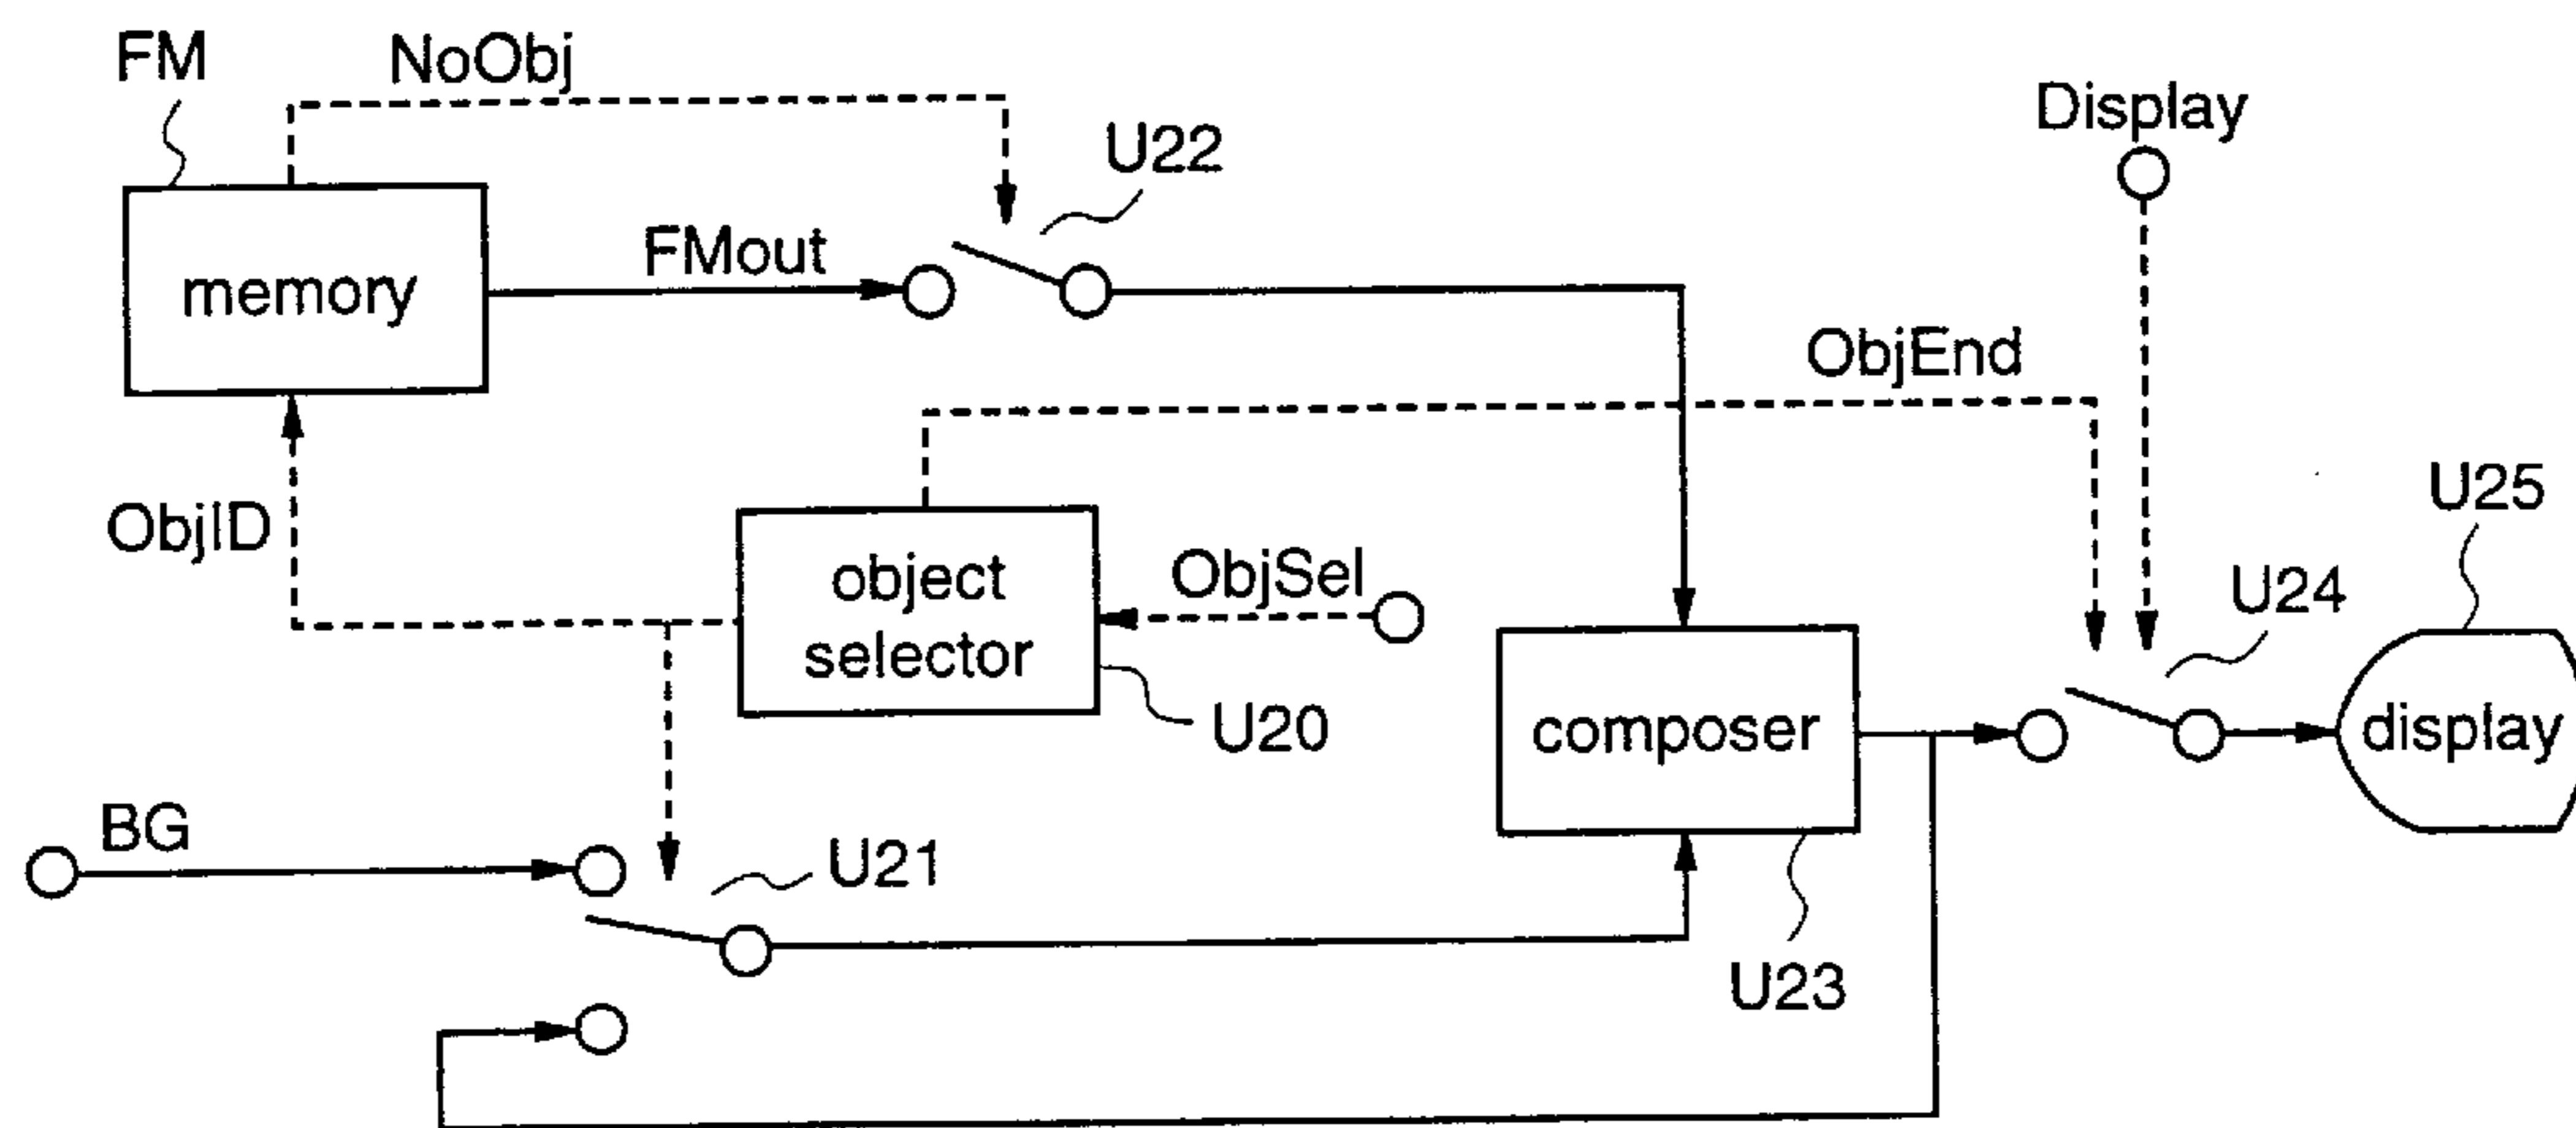 FM
NoObj
U22
Display
memory
FMout
ObjEnd
ObjID
object
selector
ObjSel
U20
U25
U24
composer
display
BG
U21
U23